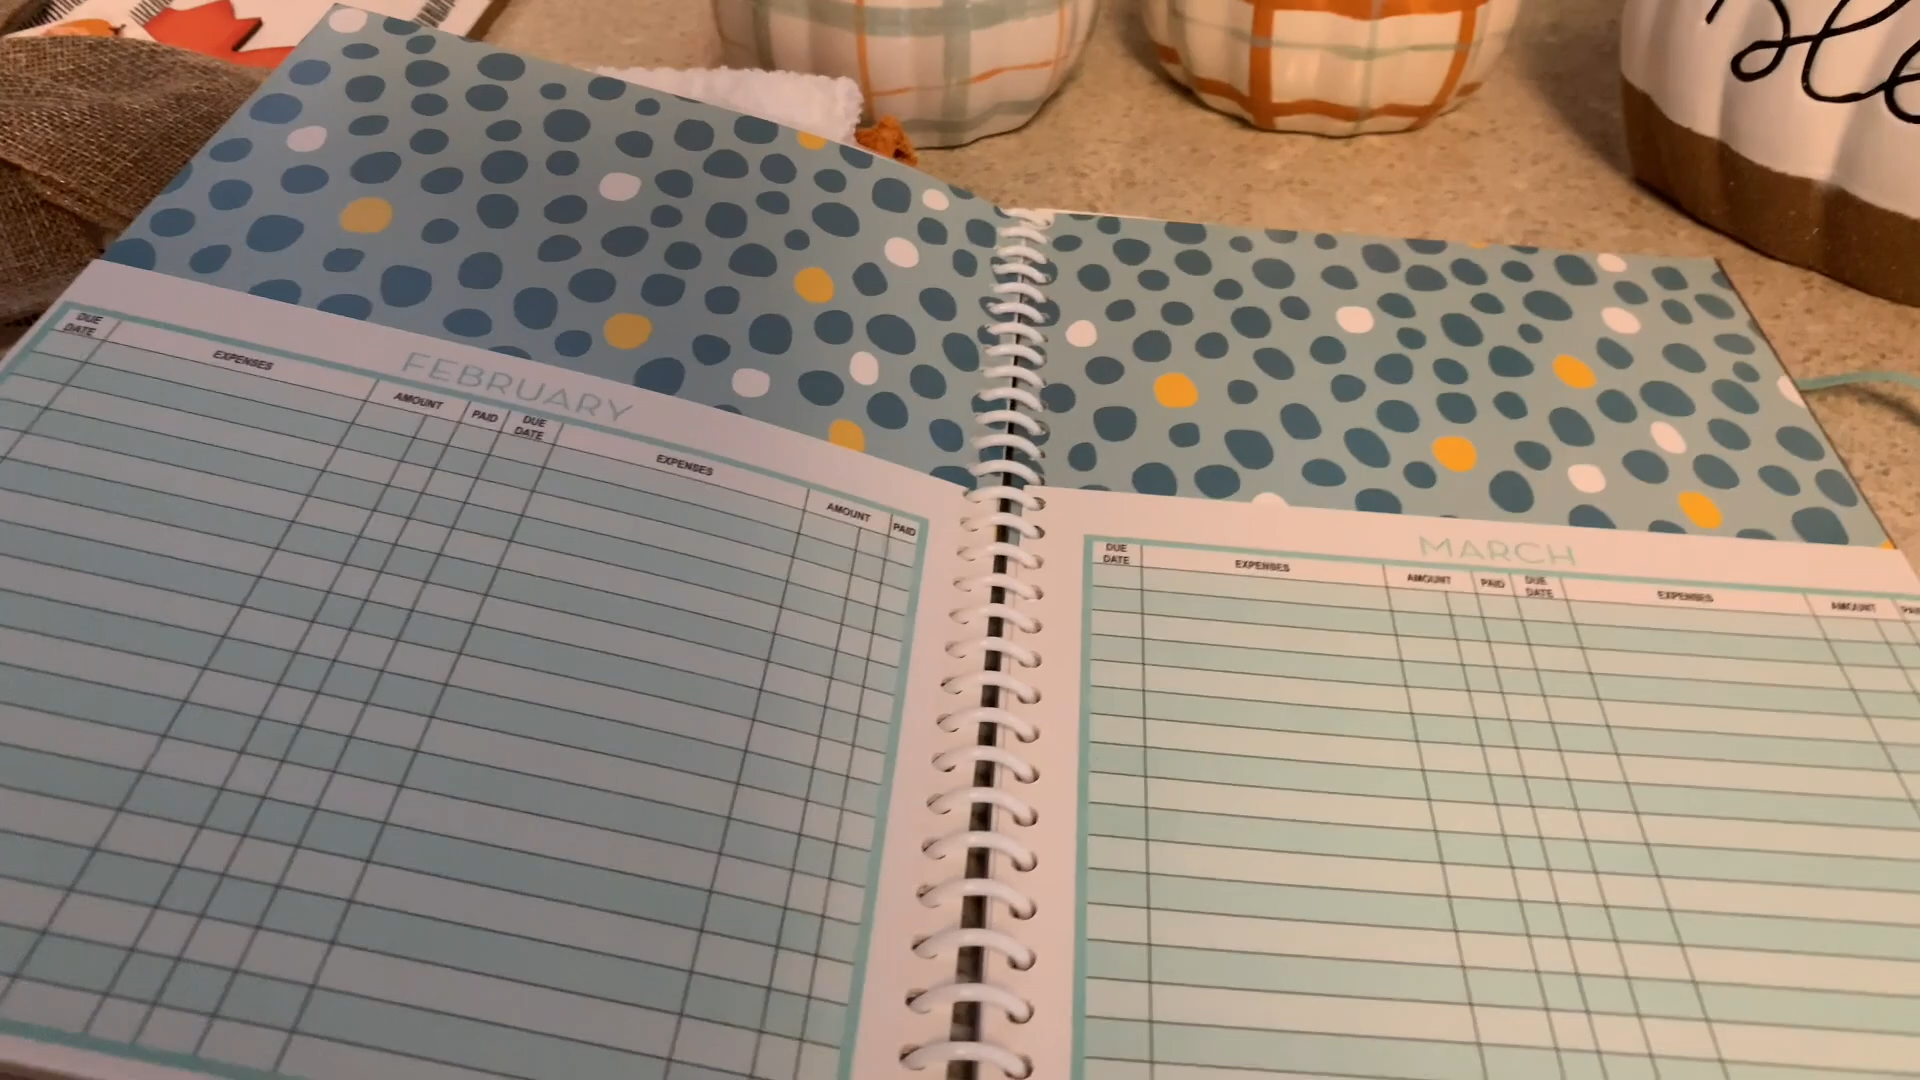 FEBRUARY
DUE DATE EXPENSES AMOUNT PAID DUE DATE EXPENSES AMOUNT PAID
MARCH
DUE DATE EXPENSES AMOUNT PAID DUE DATE EXPENSES AMOUNT